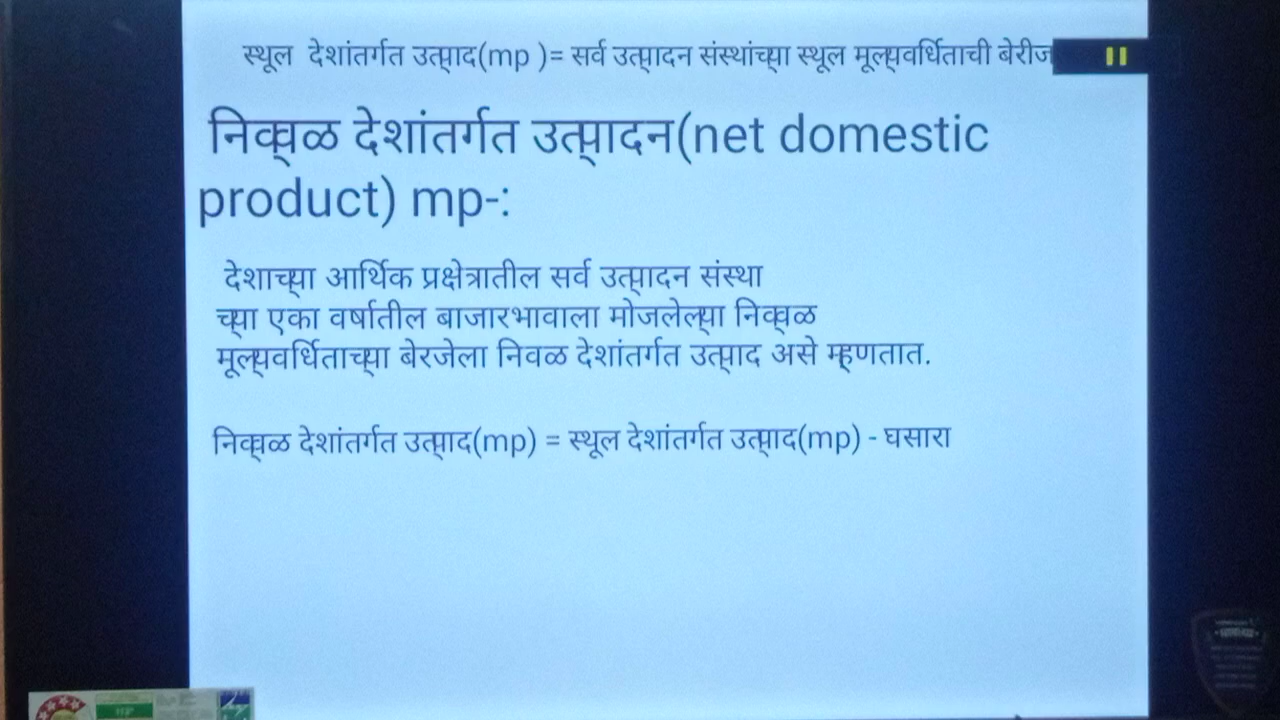 स्थूल देशांतर्गत उत्पाद(mp )= सर्व उत्पादन संस्थांच्या स्थूल मूल्यवर्धिताची बेरीज
निव्वळ देशांतर्गत उत्पादन(net domestic
product) mp-:
देशाच्या आर्थिक प्रक्षेत्रातील सर्व उत्पादन संस्था
च्या एका वर्षातील बाजारभावाला मोजलेल्या निव्वळ
मूल्यवर्धिताच्या बेरजेला निवळ देशांतर्गत उत्पाद असे म्हणतात.
निव्वळ देशांतर्गत उत्पाद(mp) = स्थूल देशांतर्गत उत्पाद(mp) - घसारा